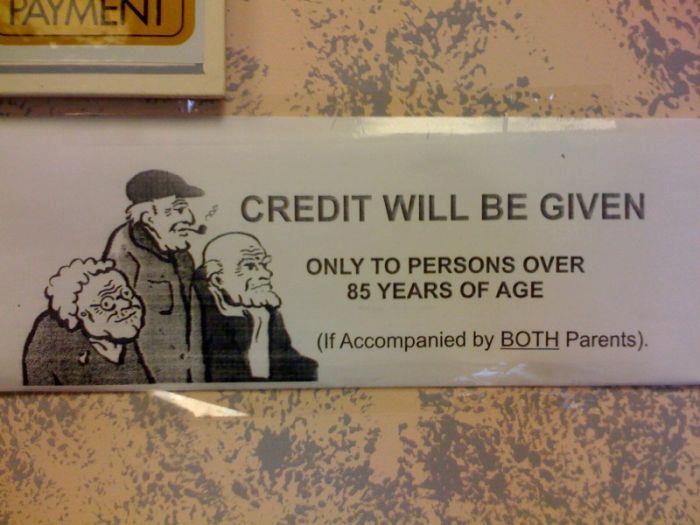 PAYMENT
CREDIT WILL BE GIVEN
ONLY TO PERSONS OVER
85 YEARS OF AGE
(If Accompanied by BOTH Parents).